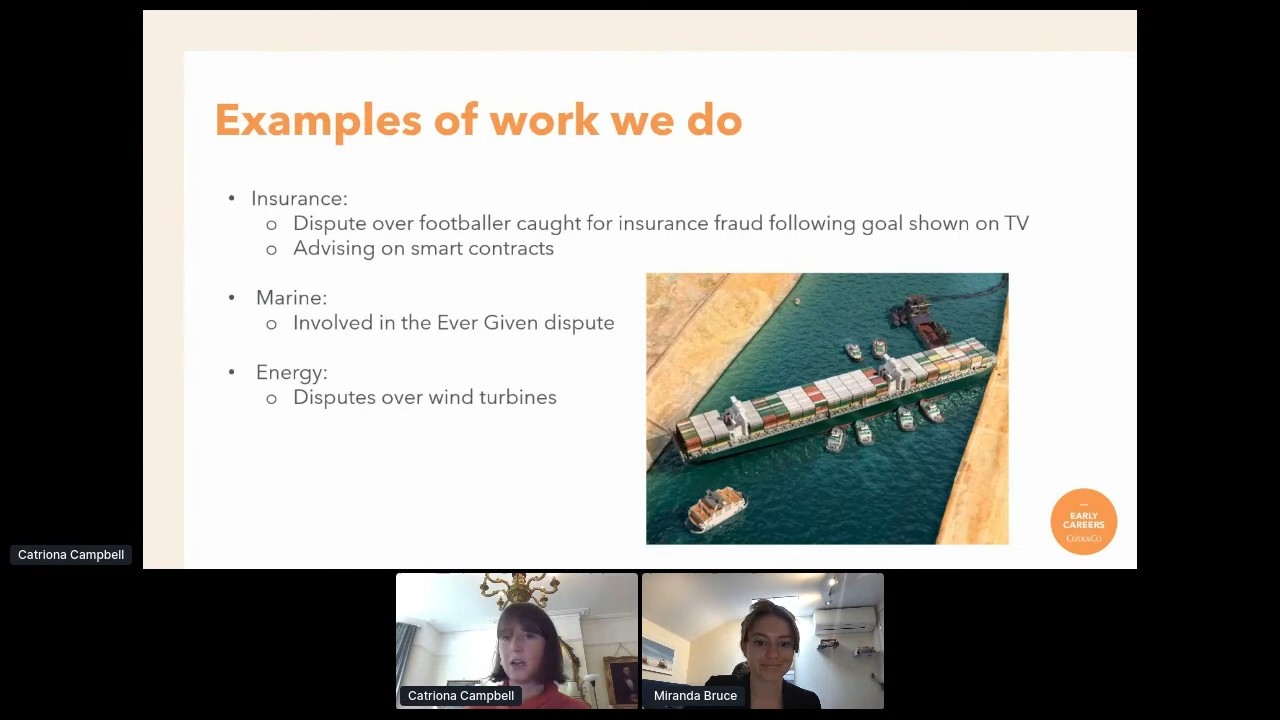 Examples of work we do
• Insurance:
o Dispute over footballer caught for insurance fraud following goal shown on TV
o Advising on smart contracts
• Marine:
o Involved in the Ever Given dispute
• Energy:
o Disputes over wind turbines
EARLY
CAREERS
CLYDE&CO
Catriona Campbell
Catriona Campbell
Miranda Bruce